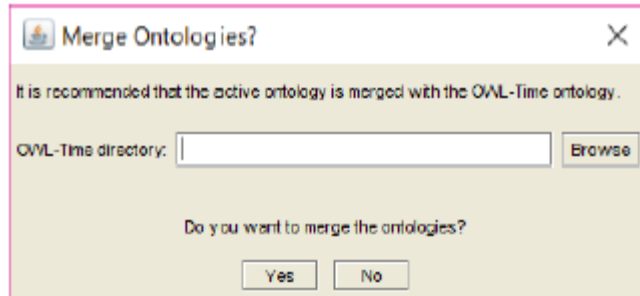 Merge Ontologies?
It is recommended that the active ontology is merged with the OWL-Time ontology.
OWL-Time directory: Browse
Do you want to merge the ontologies?
Yes No